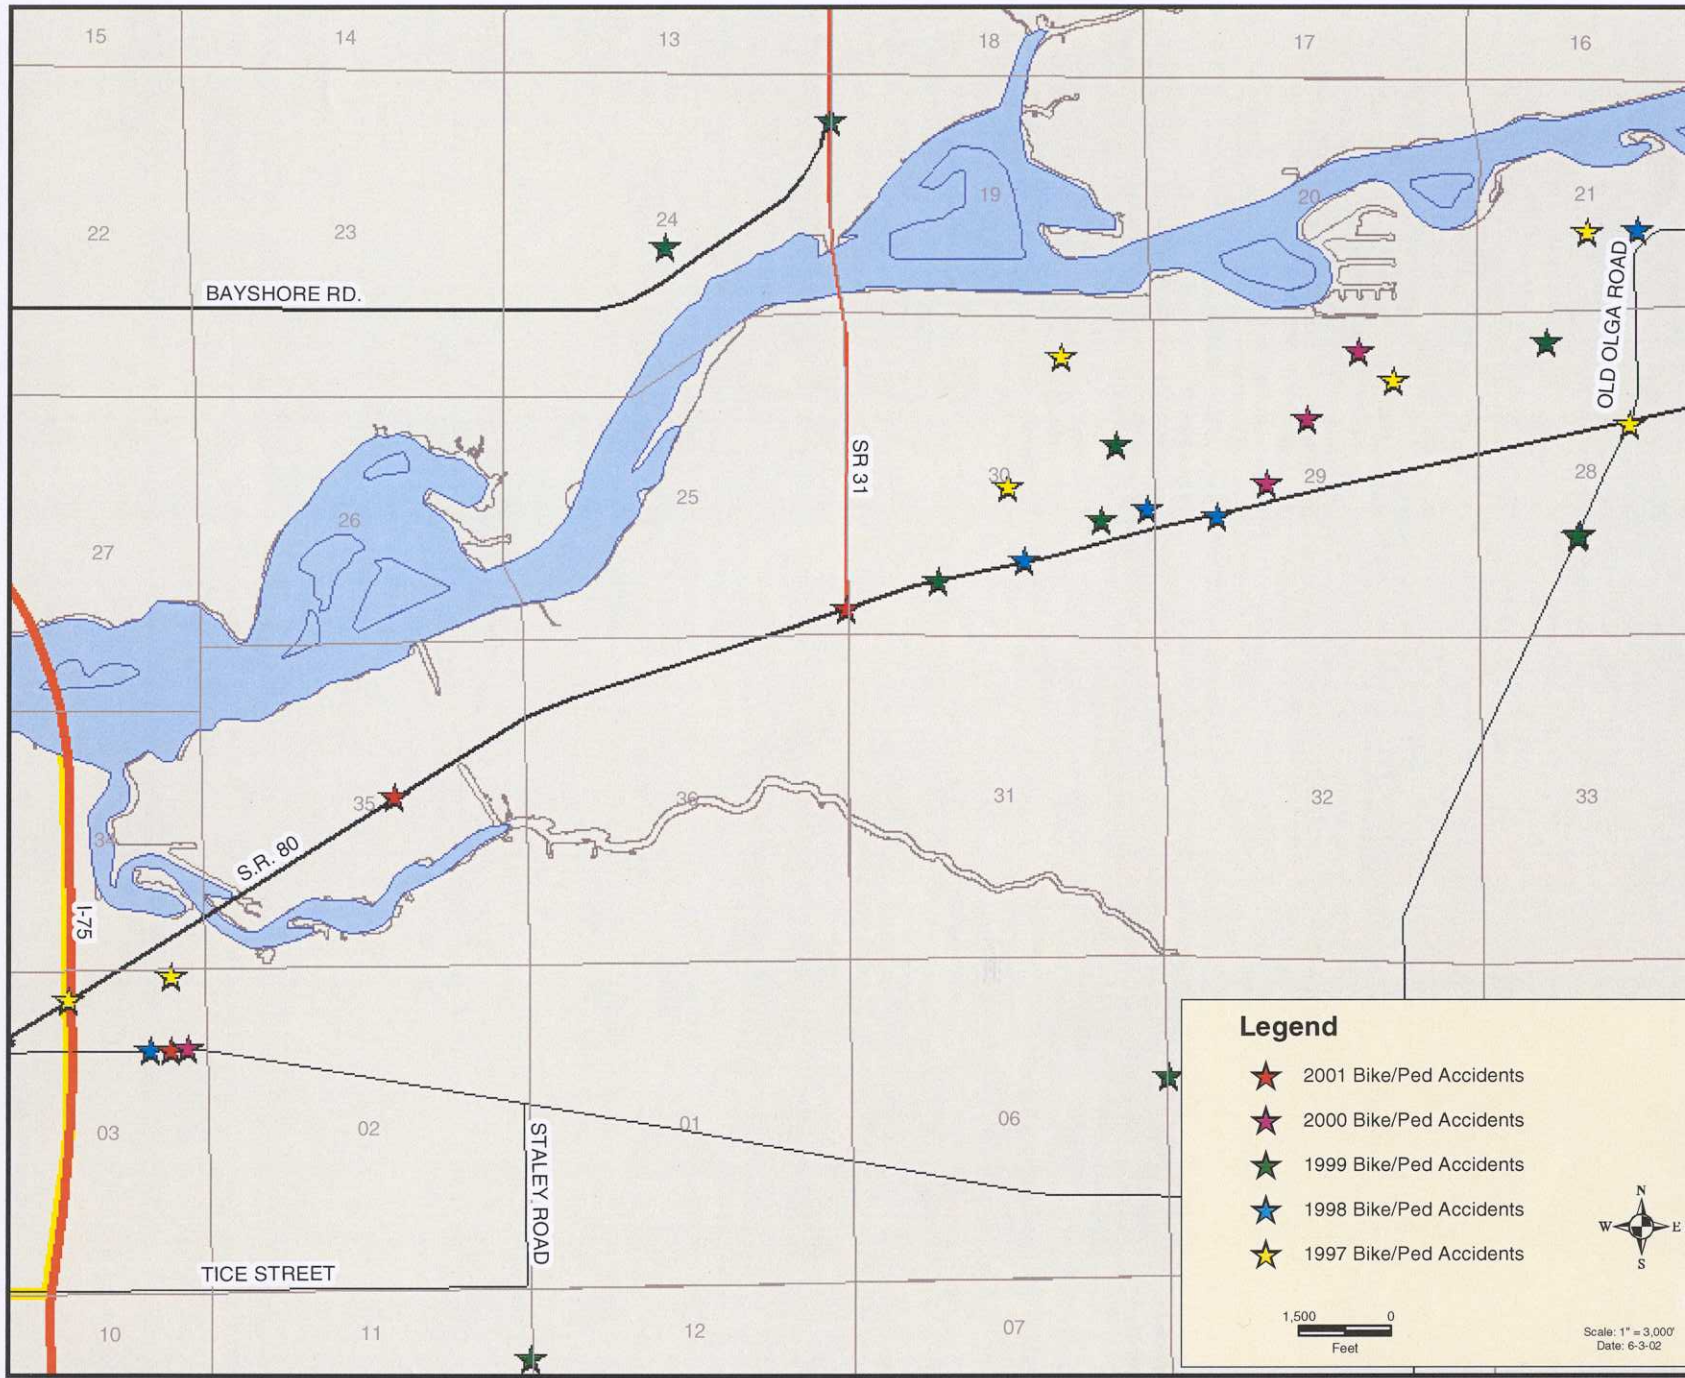 15
14
13
18
17
16
22
23
24
19
20
21
BAYSHORE RD.
OLD OLGA ROAD
SR 31
27
26
25
30
29
28
34
35
36
31
32
33
S.R. 80
I-75
03
02
01
06
STALEY ROAD
TICE STREET
10
11
12
07
Legend
2001 Bike/Ped Accidents
2000 Bike/Ped Accidents
1999 Bike/Ped Accidents
1998 Bike/Ped Accidents
1997 Bike/Ped Accidents
N
W E
S
1,500 0
Feet
Scale: 1" = 3,000'
Date: 6-3-02